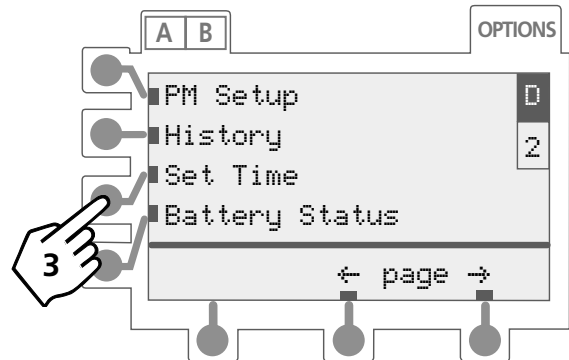 A B
OPTIONS
PM Setup
D
History
2
Set Time
Battery Status
3
← page →